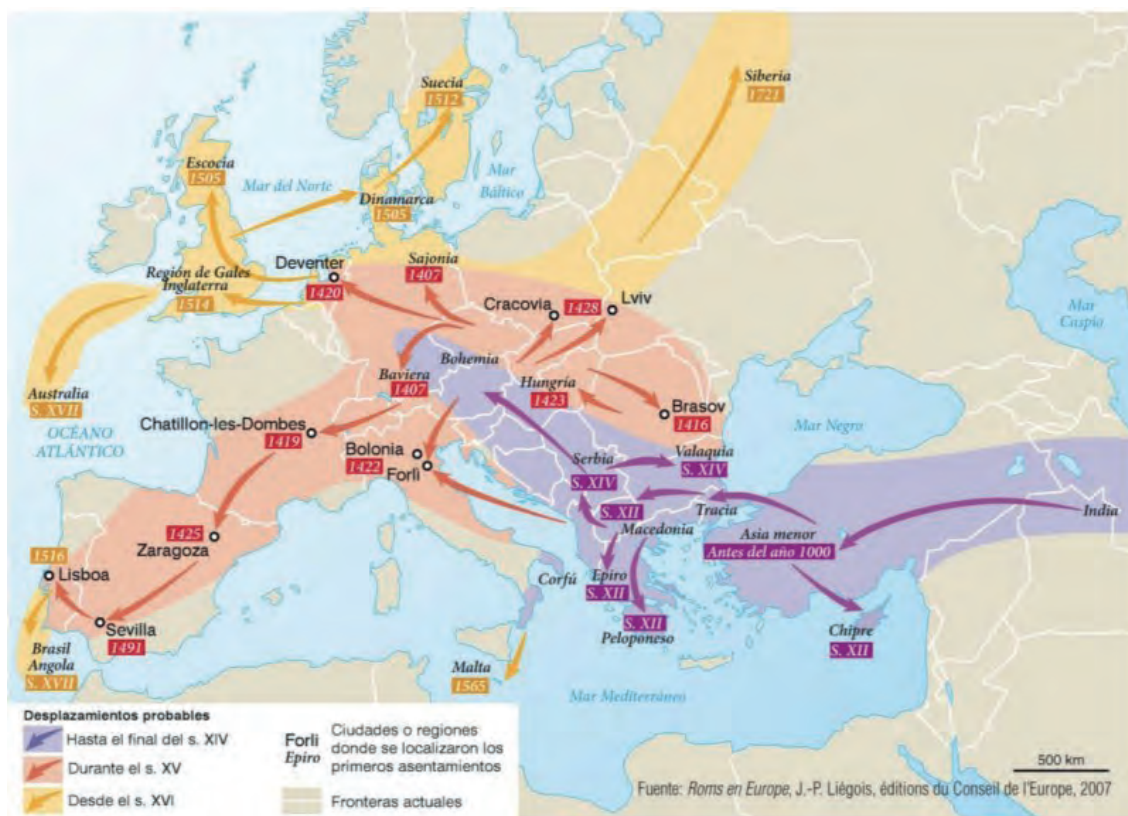 Suecia
1512
Siberia
1721
Escocia
1505
Mar del Norte
Mar
Báltico
Dinamarca
1505
Deventer
1420
Sajonia
1407
Región de Gales
Inglaterra
1514
Cracovia
1428
Lviv
Mar
Caspio
Bohemia
Baviera
1407
Hungría
1423
Brasov
1416
Australia
S. XVII
OCÉANO
ATLÁNTICO
Chatillon-les-Dombes
1419
Bolonia
1422
Forlì
Mar Negro
Serbia
S. XIV
Valaquia
S. XIV
S. XII
Tracia
Macedonia
Asia menor
Antes del año 1000
India
1425
Zaragoza
1516
Lisboa
Corfú
Epiro
S. XII
S. XII
Peloponeso
Chipre
S. XII
Sevilla
1491
Brasil
Angola
S. XVII
Malta
1565
Mar Mediterráneo
Desplazamientos probables
Hasta el final del s. XIV
Durante el s. XV
Desde el s. XVI
Forli
Epiro
Ciudades o regiones
donde se localizaron los
primeros asentamientos
Fronteras actuales
500 km
Fuente: Roms en Europe, J.-P. Liégois, éditions du Conseil de l'Europe, 2007